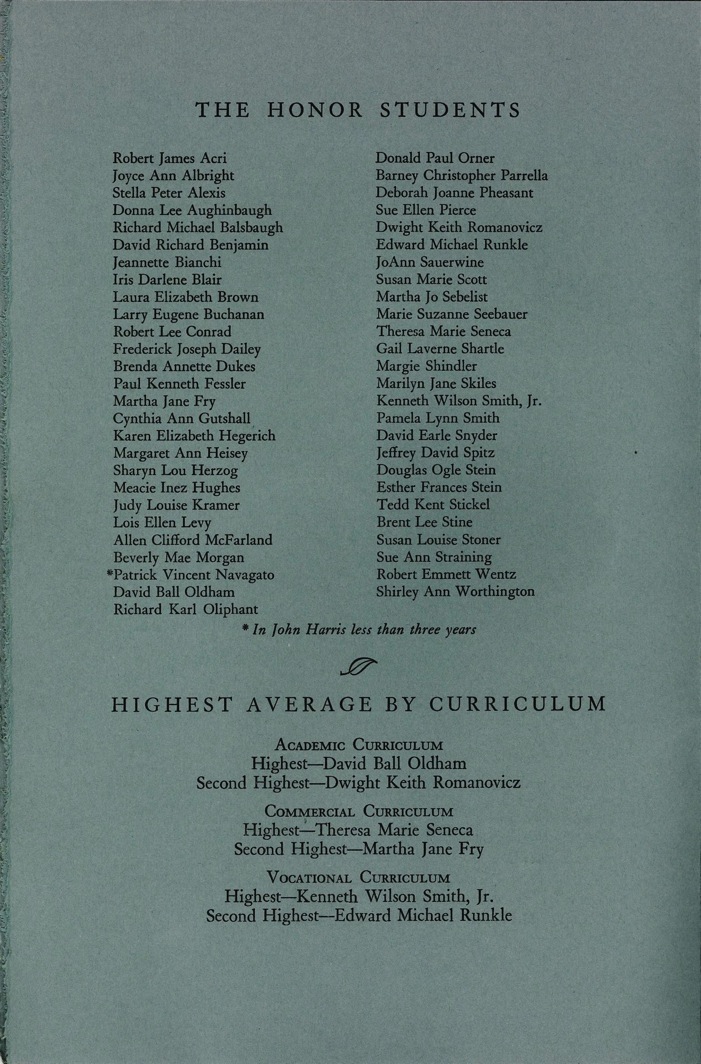 THE HONOR STUDENTS
Robert James Acri
Joyce Ann Albright
Stella Peter Alexis
Donna Lee Aughinbaugh
Richard Michael Balsbaugh
David Richard Benjamin
Jeannette Bianchi
Iris Darlene Blair
Laura Elizabeth Brown
Larry Eugene Buchanan
Robert Lee Conrad
Frederick Joseph Dailey
Brenda Annette Dukes
Paul Kenneth Fessler
Martha Jane Fry
Cynthia Ann Gutshall
Karen Elizabeth Hegerich
Margaret Ann Heisey
Sharyn Lou Herzog
Meacie Inez Hughes
Judy Louise Kramer
Lois Ellen Levy
Allen Clifford McFarland
Beverly Mae Morgan
*Patrick Vincent Navagato
David Ball Oldham
Richard Karl Oliphant
Donald Paul Orner
Barney Christopher Parrella
Deborah Joanne Pheasant
Sue Ellen Pierce
Dwight Keith Romanovicz
Edward Michael Runkle
JoAnn Sauerwine
Susan Marie Scott
Martha Jo Sebelist
Marie Suzanne Seebauer
Theresa Marie Seneca
Gail Laverne Shartle
Margie Shindler
Marilyn Jane Skiles
Kenneth Wilson Smith, Jr.
Pamela Lynn Smith
David Earle Snyder
Jeffrey David Spitz
Douglas Ogle Stein
Esther Frances Stein
Tedd Kent Stickel
Brent Lee Stine
Susan Louise Stoner
Sue Ann Straining
Robert Emmett Wentz
Shirley Ann Worthington
* In John Harris less than three years
HIGHEST AVERAGE BY CURRICULUM
ACADEMIC CURRICULUM
Highest—David Ball Oldham
Second Highest—Dwight Keith Romanovicz
COMMERCIAL CURRICULUM
Highest—Theresa Marie Seneca
Second Highest—Martha Jane Fry
VOCATIONAL CURRICULUM
Highest—Kenneth Wilson Smith, Jr.
Second Highest—Edward Michael Runkle